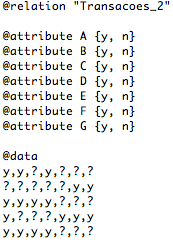 @relation "Transacoes_2"
@attribute A {y, n}
@attribute B {y, n}
@attribute C {y, n}
@attribute D {y, n}
@attribute E {y, n}
@attribute F {y, n}
@attribute G {y, n}
@data
y,y,?,y,?,?,?
?,?,?,?,?,y,y
y,y,y,y,?,?,?
y,?,?,?,y,y,y
y,y,y,y,?,?,?